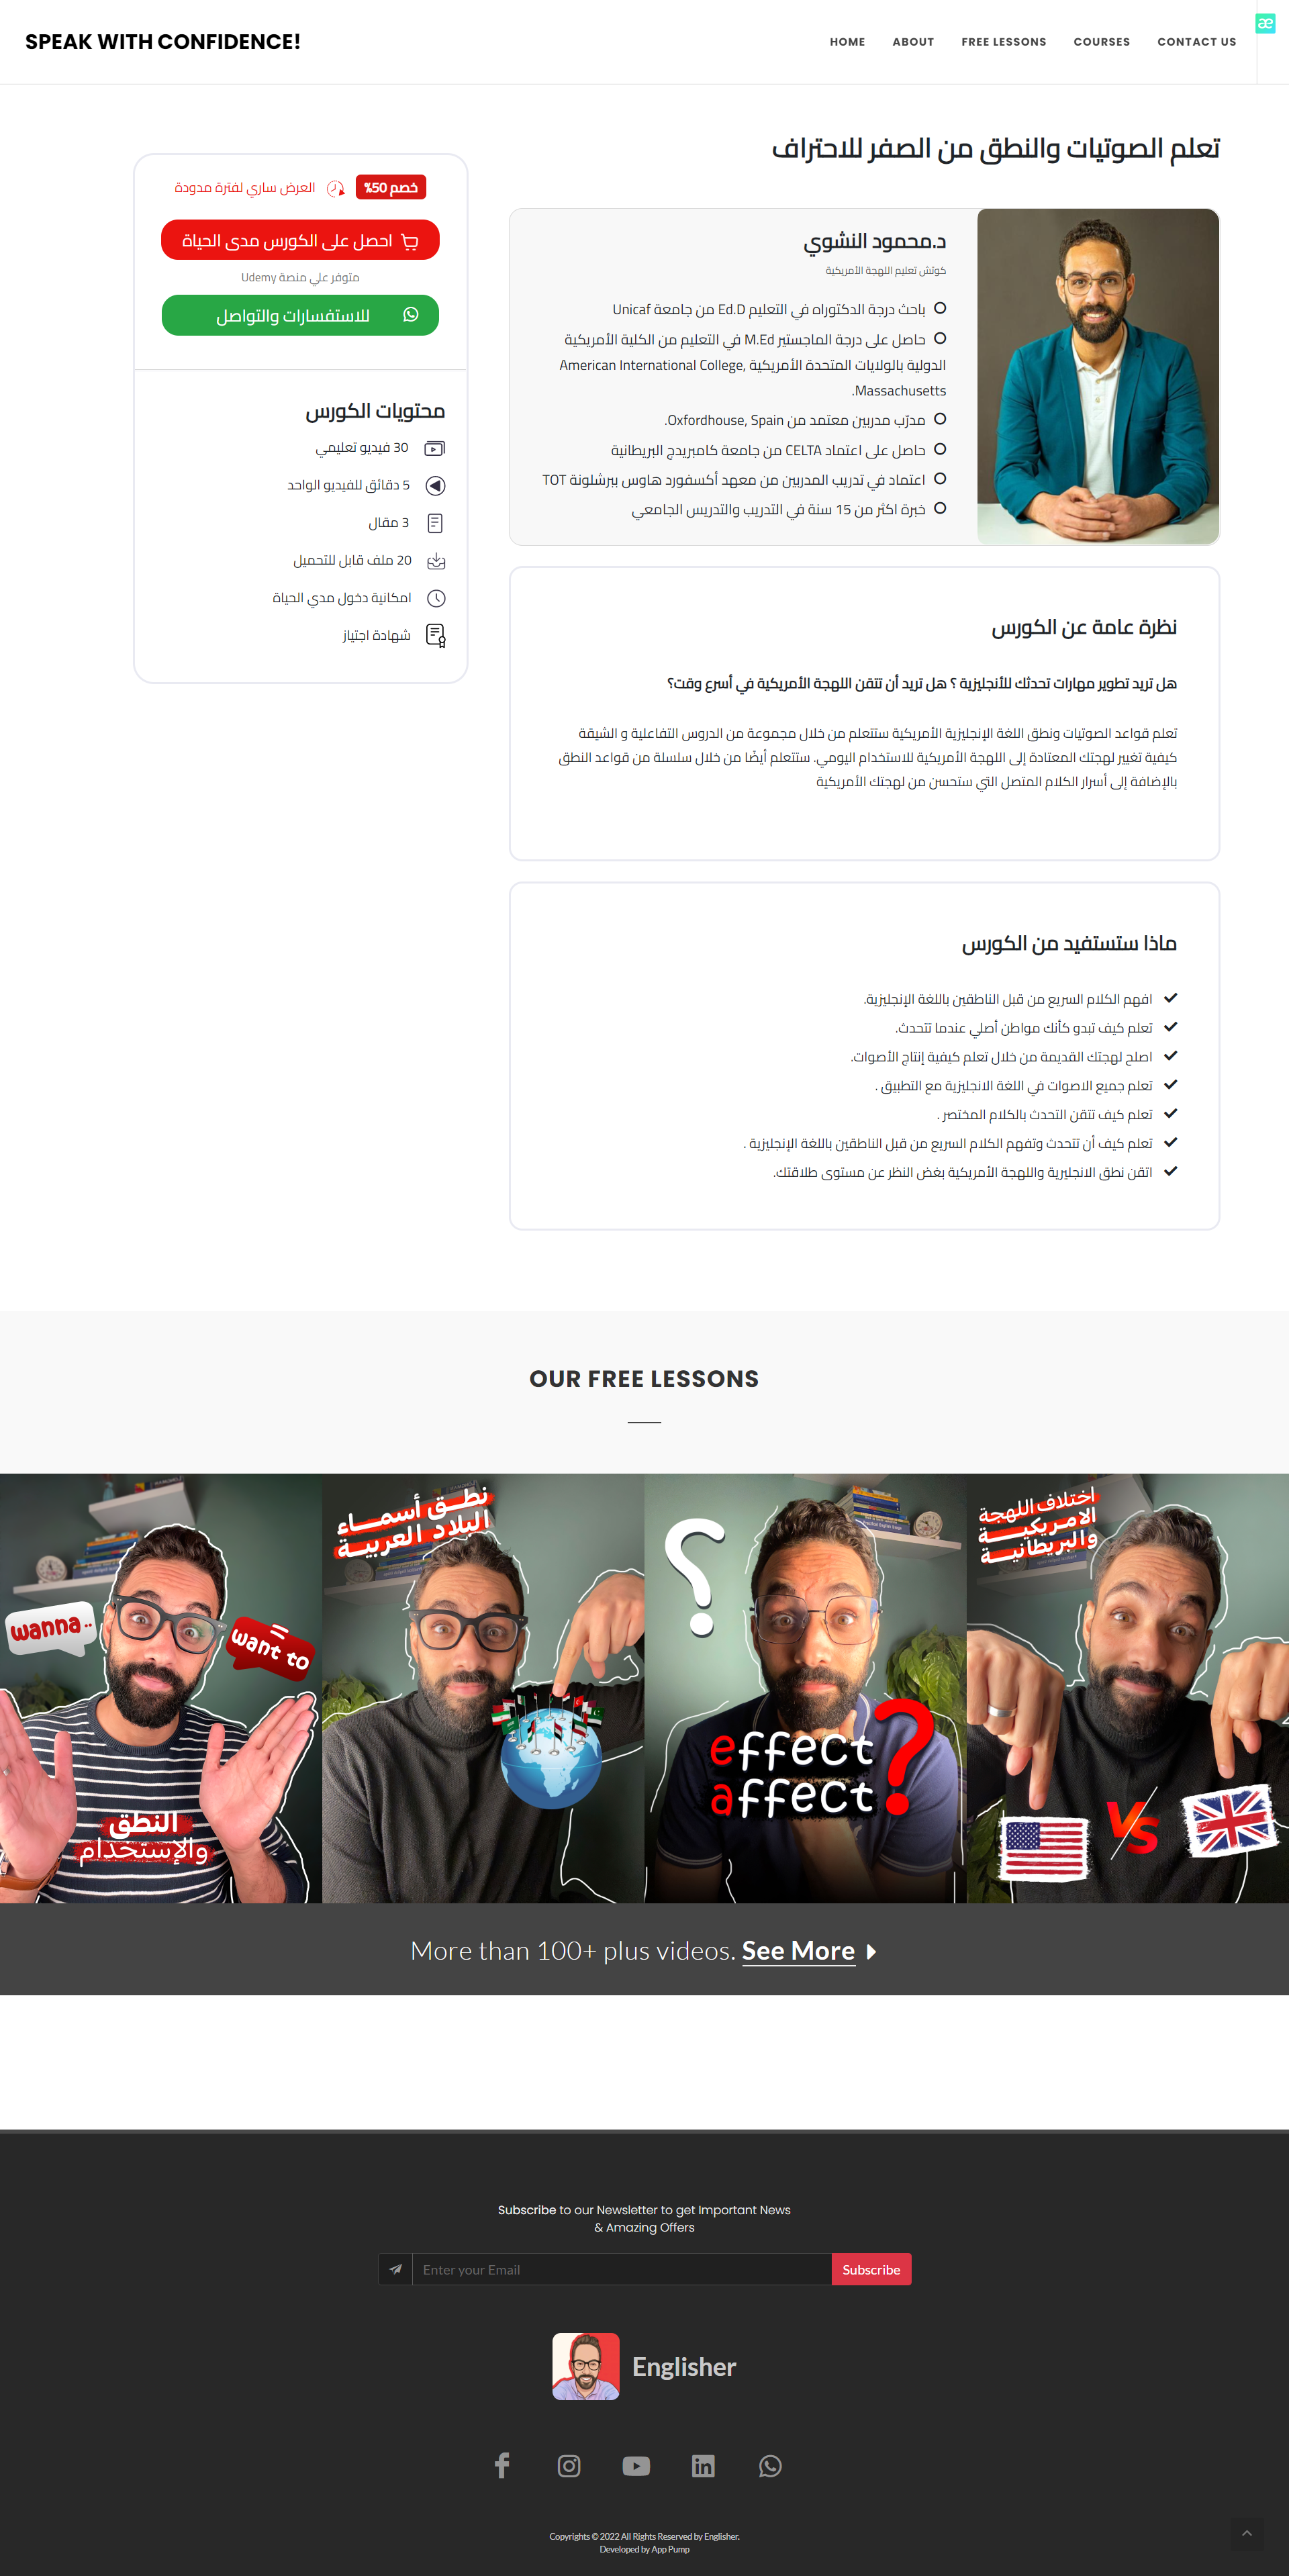 SPEAK WITH CONFIDENCE!
HOME ABOUT FREE LESSONS COURSES CONTACT US
æ
تعلم الصوتيات والنطق من الصفر للاحتراف
د.محمود النشوي
كوتش تعليم اللهجة الأمريكية
باحث درجة الدكتوراه في التعليم Ed.D من جامعة Unicaf
حاصل على درجة الماجستير M.Ed في التعليم من الكلية الأمريكية
الدولية بالولايات المتحدة الأمريكية American International College,
Massachusetts.
مدرّب مدربين معتمد من Oxfordhouse, Spain.
حاصل على اعتماد CELTA من جامعة كامبريدج البريطانية
اعتماد في تدريب المدربين من معهد أكسفورد هاوس ببرشلونة TOT
خبرة اكثر من 15 سنة في التدريب والتدريس الجامعي
خصم 50% العرض ساري لفترة مدودة
احصل على الكورس مدى الحياة
متوفر علي منصة Udemy
للاستفسارات والتواصل
محتويات الكورس
30 فيديو تعليمي
5 دقائق للفيديو الواحد
3 مقال
20 ملف قابل للتحميل
امكانية دخول مدي الحياة
شهادة اجتياز
نظرة عامة عن الكورس
هل تريد تطوير مهارات تحدثك للأنجليزية ؟ هل تريد أن تتقن اللهجة الأمريكية في أسرع وقت؟
تعلم قواعد الصوتيات ونطق اللغة الإنجليزية الأمريكية ستتعلم من خلال مجموعة من الدروس التفاعلية و الشيقة
كيفية تغيير لهجتك المعتادة إلى اللهجة الأمريكية للاستخدام اليومي. ستتعلم أيضًا من خلال سلسلة من قواعد النطق
بالإضافة إلى أسرار الكلام المتصل التي ستحسن من لهجتك الأمريكية
ماذا ستستفيد من الكورس
افهم الكلام السريع من قبل الناطقين باللغة الإنجليزية.
تعلم كيف تبدو كأنك مواطن أصلي عندما تتحدث.
اصلح لهجتك القديمة من خلال تعلم كيفية إنتاج الأصوات.
تعلم جميع الاصوات في اللغة الانجليزية مع التطبيق .
تعلم كيف تتقن التحدث بالكلام المختصر .
تعلم كيف أن تتحدث وتفهم الكلام السريع من قبل الناطقين باللغة الإنجليزية .
اتقن نطق الانجليرية واللهجة الأمريكية بغض النظر عن مستوى طلاقتك.
OUR FREE LESSONS
wanna..
want to
النطق
والإستخدام
نطـق أسمـــاء
البلاد العربيـــة
؟
effect
affect
?
اختلاف اللهجة
الامـريكيـــة
والبريطانيـــة
VS
More than 100+ plus videos. See More
Subscribe to our Newsletter to get Important News
& Amazing Offers
Enter your Email
Subscribe
Englisher
Copyrights © 2022 All Rights Reserved by Englisher.
Developed by App Pump